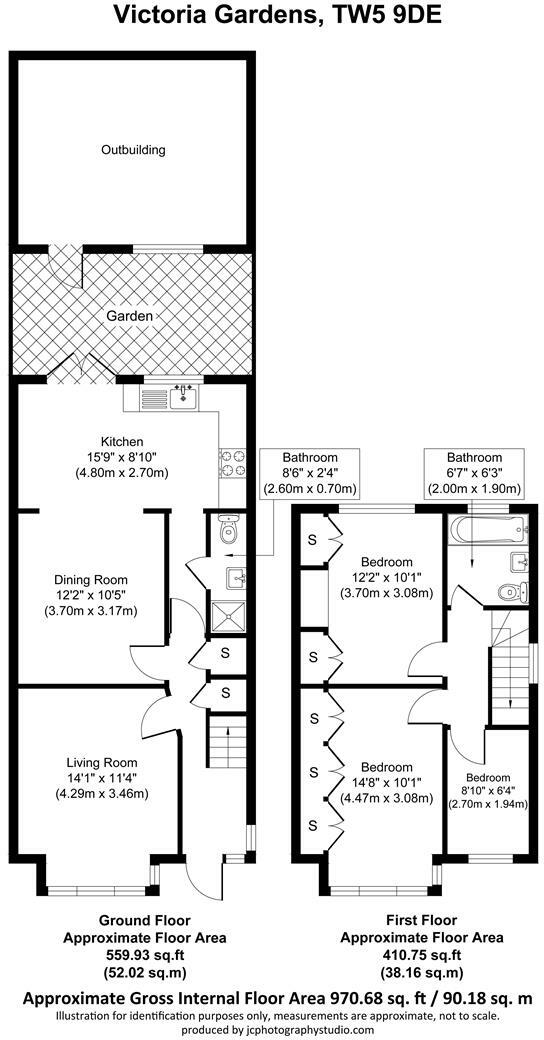 Victoria Gardens, TW5 9DE
Outbuilding
Garden
Kitchen
15'9" x 8'10"
(4.80m x 2.70m)
Bathroom
8'6" x 2'4"
(2.60m x 0.70m)
Bathroom
6'7" x 6'3"
(2.00m x 1.90m)
Dining Room
12'2" x 10'5"
(3.70m x 3.17m)
S
S
Living Room
14'1" x 11'4"
(4.29m x 3.46m)
S
Bedroom
12'2" x 10'1"
(3.70m x 3.08m)
S
S
S
S
Bedroom
14'8" x 10'1"
(4.47m x 3.08m)
Bedroom
8'10" x 6'4"
(2.70m x 1.94m)
Ground Floor
Approximate Floor Area
559.93 sq.ft
(52.02 sq.m)
First Floor
Approximate Floor Area
410.75 sq.ft
(38.16 sq.m)
Approximate Gross Internal Floor Area 970.68 sq. ft / 90.18 sq. m
Illustration for identification purposes only, measurements are approximate, not to scale.
produced by jcphotographystudio.com